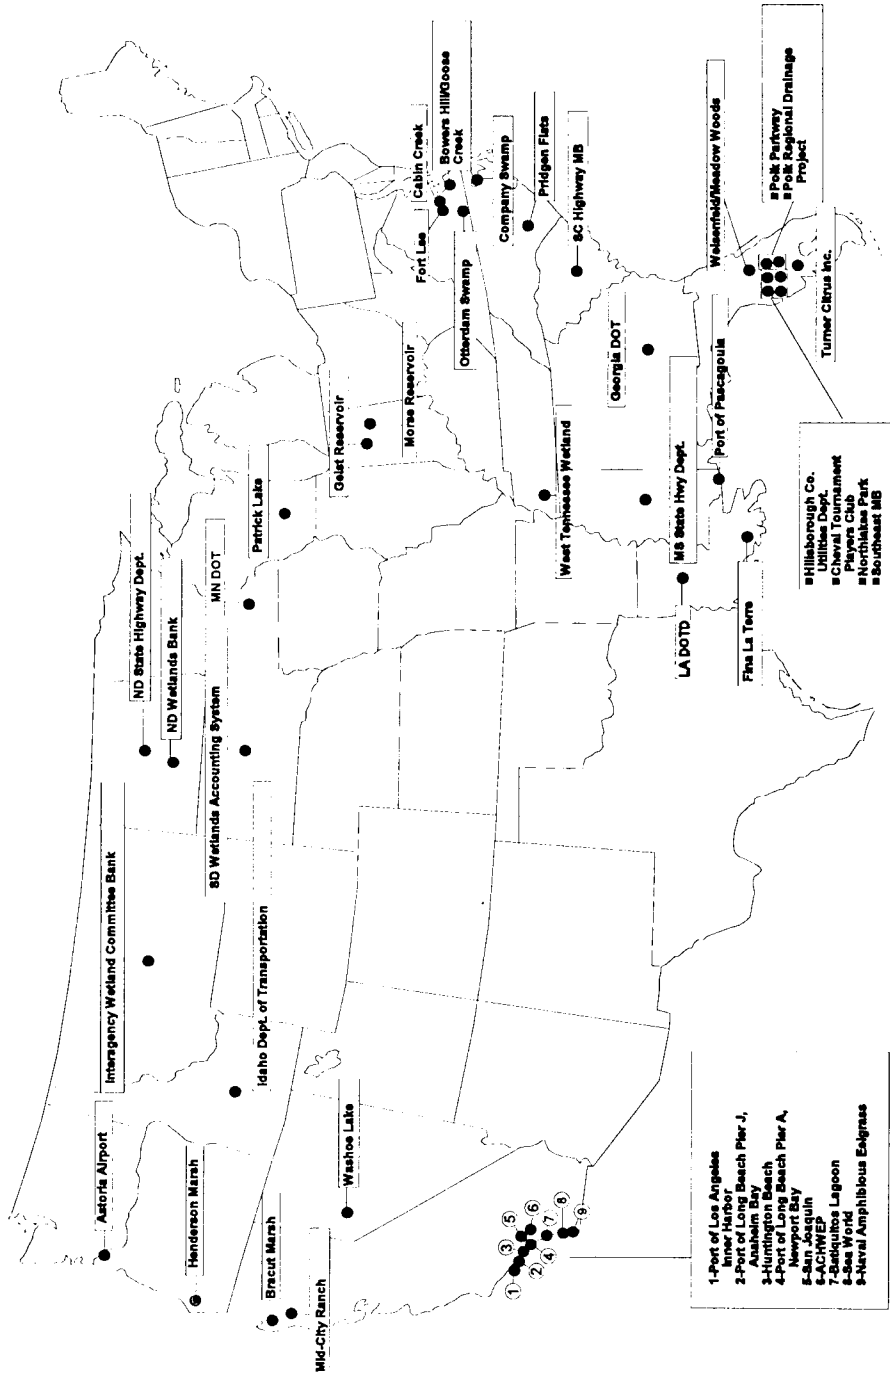 Astoria Airport
Interagency Wetland Committee Bank
ND State Highway Dept.
ND Wetlands Bank
Henderson Marsh
SD Wetlands Accounting System
MN DOT
Idaho Dept. of Transportation
Patrick Lake
Bracut Marsh
Mid-City Ranch
Washoe Lake
Geist Reservoir
Morse Reservoir
Fort Lee
Cabin Creek
Bowers Hill/Goose
Creek
Otterdam Swamp
Company Swamp
Pridgen Flats
SC Highway MB
West Tennessee Wetland
Georgia DOT
MS State Hwy Dept.
Port of Pascagoula
LA DOTD
Fina La Terre
Weisenfeld/Meadow Woods
■Polk Parkway
■Polk Regional Drainage
Project
Turner Citrus Inc.
■Hillsborough Co.
Utilities Dept.
■Cheval Tournament
Players Club
■Northlakes Park
■Southeast MB
1
2
3
4
5
6
7
8
9
1-Port of Los Angeles
Inner Harbor
2-Port of Long Beach Pier J,
Anaheim Bay
3-Huntington Beach
4-Port of Long Beach Pier A,
Newport Bay
5-San Joaquin
6-ACHWEP
7-Batiquitos Lagoon
8-Sea World
9-Naval Amphibious Eelgrass